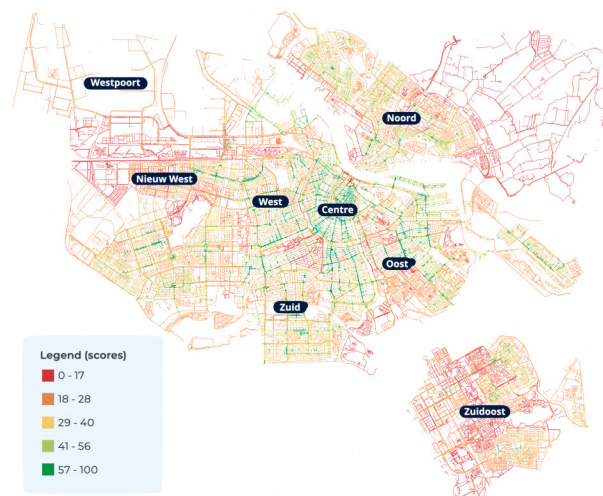 Westpoort
Noord
Nieuw West
West
Centre
Oost
Zuid
Legend (scores)
0 - 17
18 - 28
29 - 40
41 - 56
57 - 100
Zuidoost